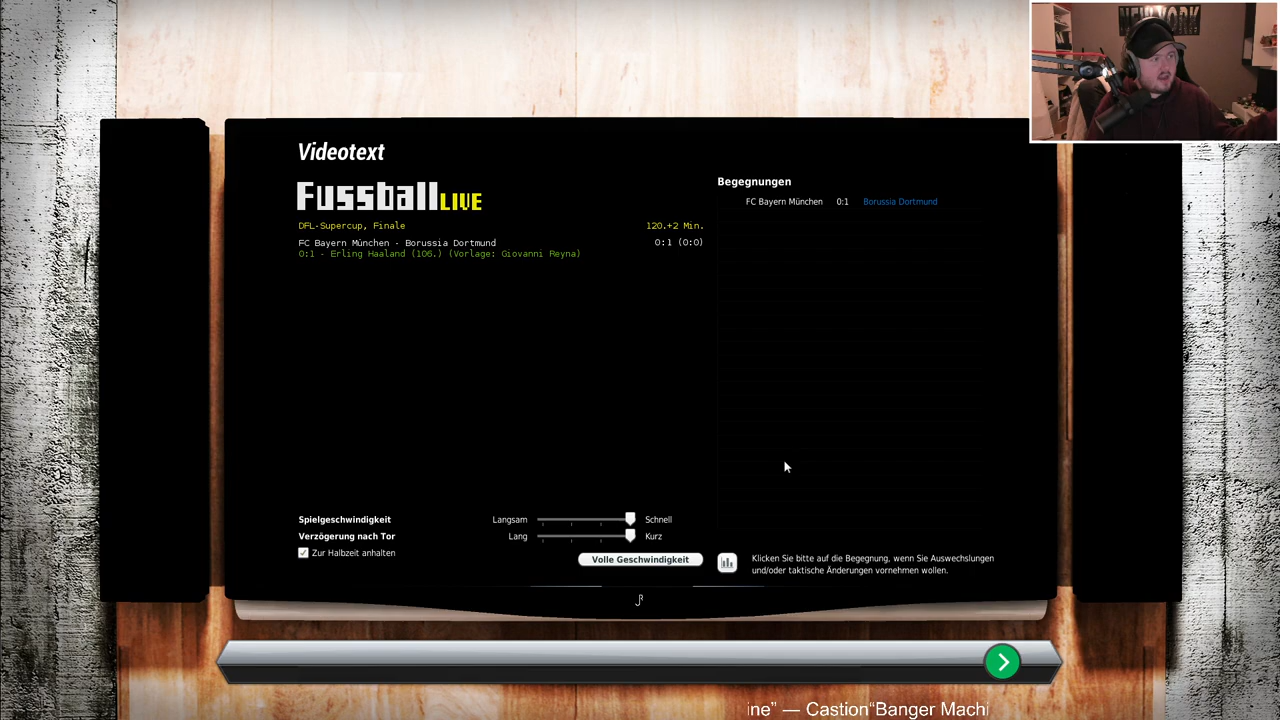 NEW YORK
Videotext
Fussball LIVE
DFL-Supercup, Finale 120.+2 Min.
FC Bayern München - Borussia Dortmund 0:1 (0:0)
0:1 - Erling Haaland (106.) (Vorlage: Giovanni Reyna)
Begegnungen
FC Bayern München 0:1 Borussia Dortmund
Spielgeschwindigkeit Langsam Schnell
Verzögerung nach Tor Lang Kurz
Zur Halbzeit anhalten
Volle Geschwindigkeit
Klicken Sie bitte auf die Begegnung, wenn Sie Auswechslungen
und/oder taktische Änderungen vornehmen wollen.
ine” — Castion“Banger Machi